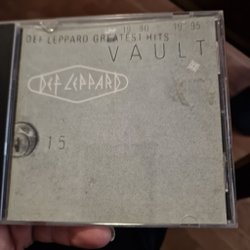 1980 - 1995
DEF LEPPARD GREATEST HITS
VAULT
DEF LEPPARD
15